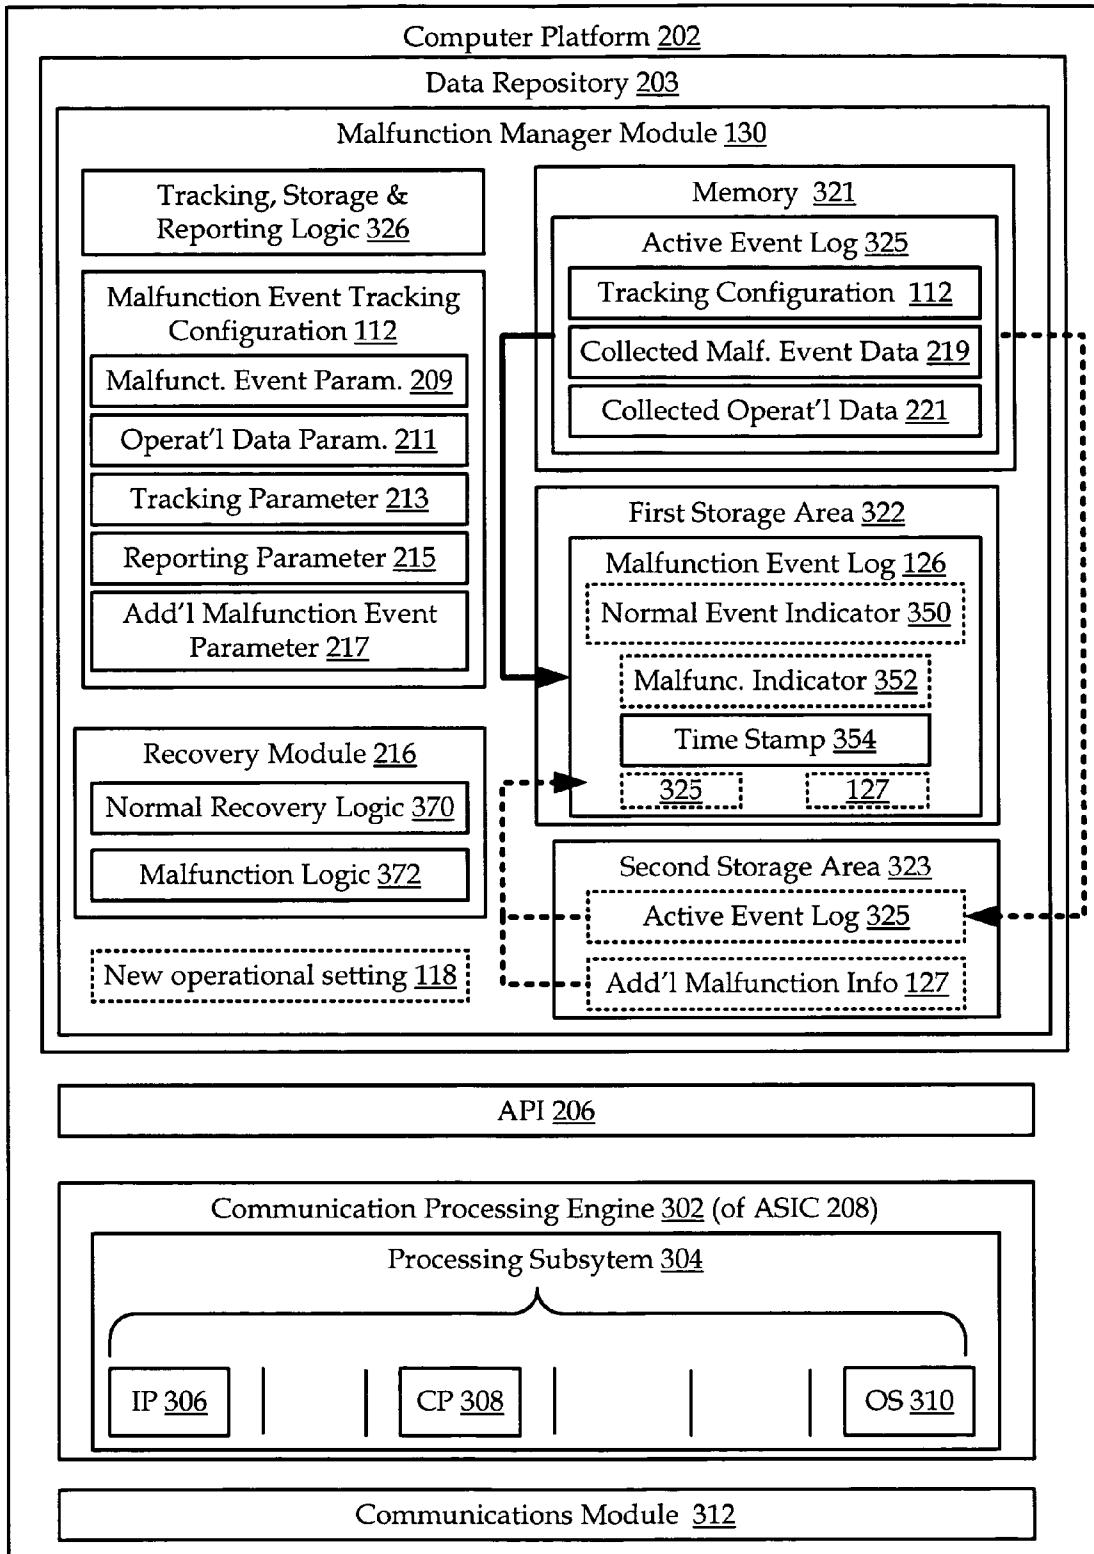 Computer Platform 202
Data Repository 203
Malfunction Manager Module 130
Tracking, Storage &
Reporting Logic 326
Malfunction Event Tracking
Configuration 112
Malfunct. Event Param. 209
Operat'l Data Param. 211
Tracking Parameter 213
Reporting Parameter 215
Add'l Malfunction Event
Parameter 217
Recovery Module 216
Normal Recovery Logic 370
Malfunction Logic 372
New operational setting 118
Memory 321
Active Event Log 325
Tracking Configuration 112
Collected Malf. Event Data 219
Collected Operat'l Data 221
First Storage Area 322
Malfunction Event Log 126
Normal Event Indicator 350
Malfunc. Indicator 352
Time Stamp 354
325 127
Second Storage Area 323
Active Event Log 325
Add'l Malfunction Info 127
API 206
Communication Processing Engine 302 (of ASIC 208)
Processing Subsytem 304
IP 306 CP 308 OS 310
Communications Module 312